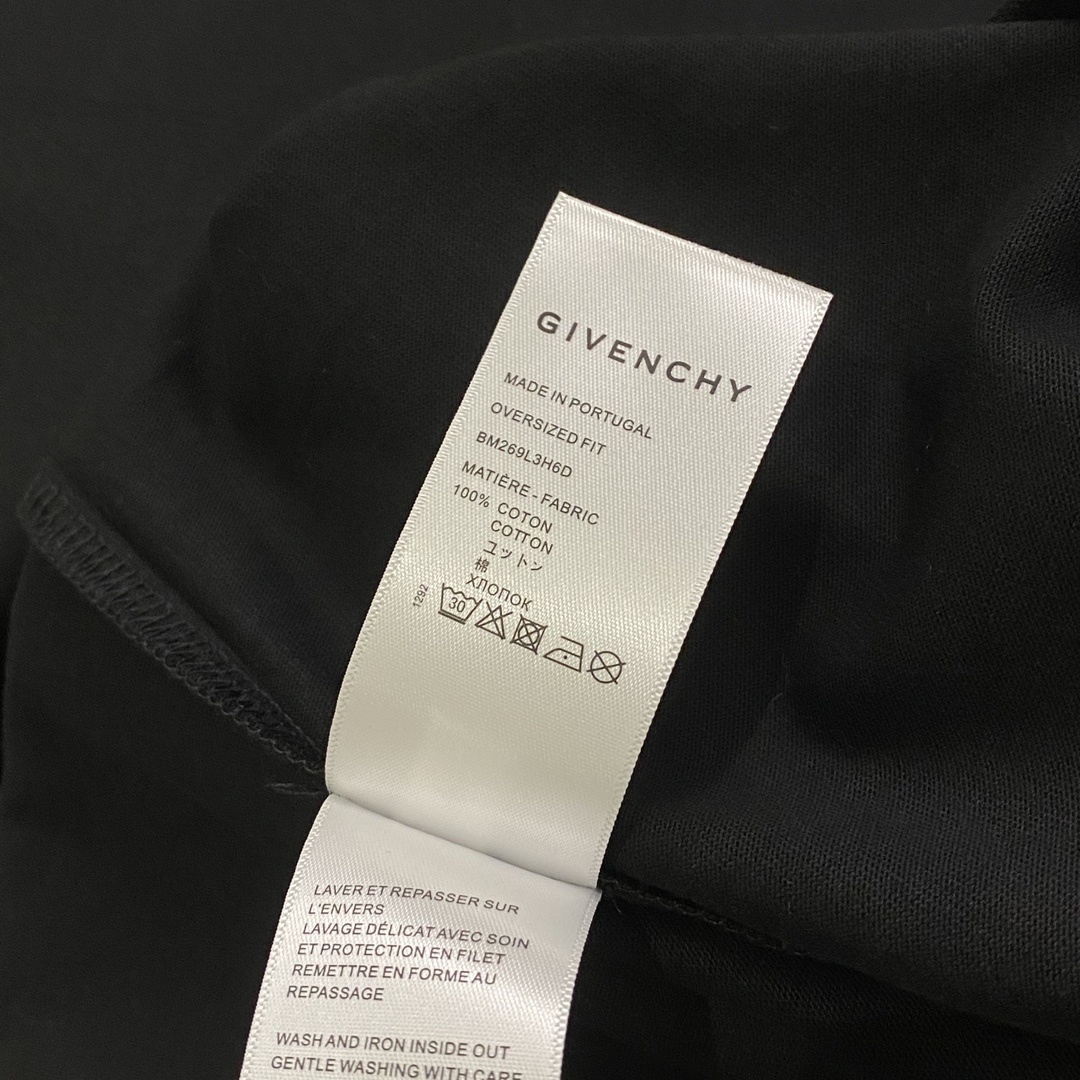 GIVENCHY
MADE IN PORTUGAL
OVERSIZED FIT
BM269L3H6D
MATIÈRE - FABRIC
100% COTON
COTTON
ユットン
棉
ХЛОПОК
1292
30
LAVER ET REPASSER SUR
L'ENVERS
LAVAGE DÉLICAT AVEC SOIN
ET PROTECTION EN FILET
REMETTRE EN FORME AU
REPASSAGE
WASH AND IRON INSIDE OUT
GENTLE WASHING WITH CARE